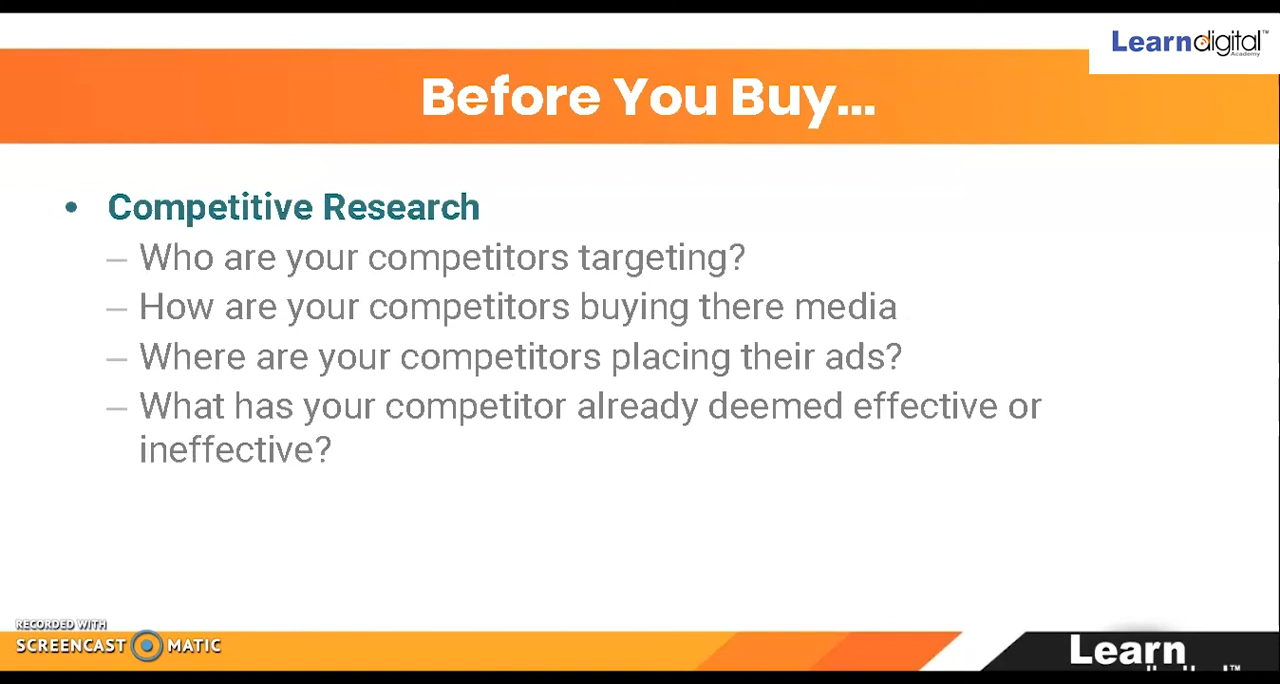 Learndigital™
Academy
Before You Buy...
• Competitive Research
– Who are your competitors targeting?
– How are your competitors buying there media
– Where are your competitors placing their ads?
– What has your competitor already deemed effective or
ineffective?
RECORDED WITH
SCREENCAST MATIC
Learn